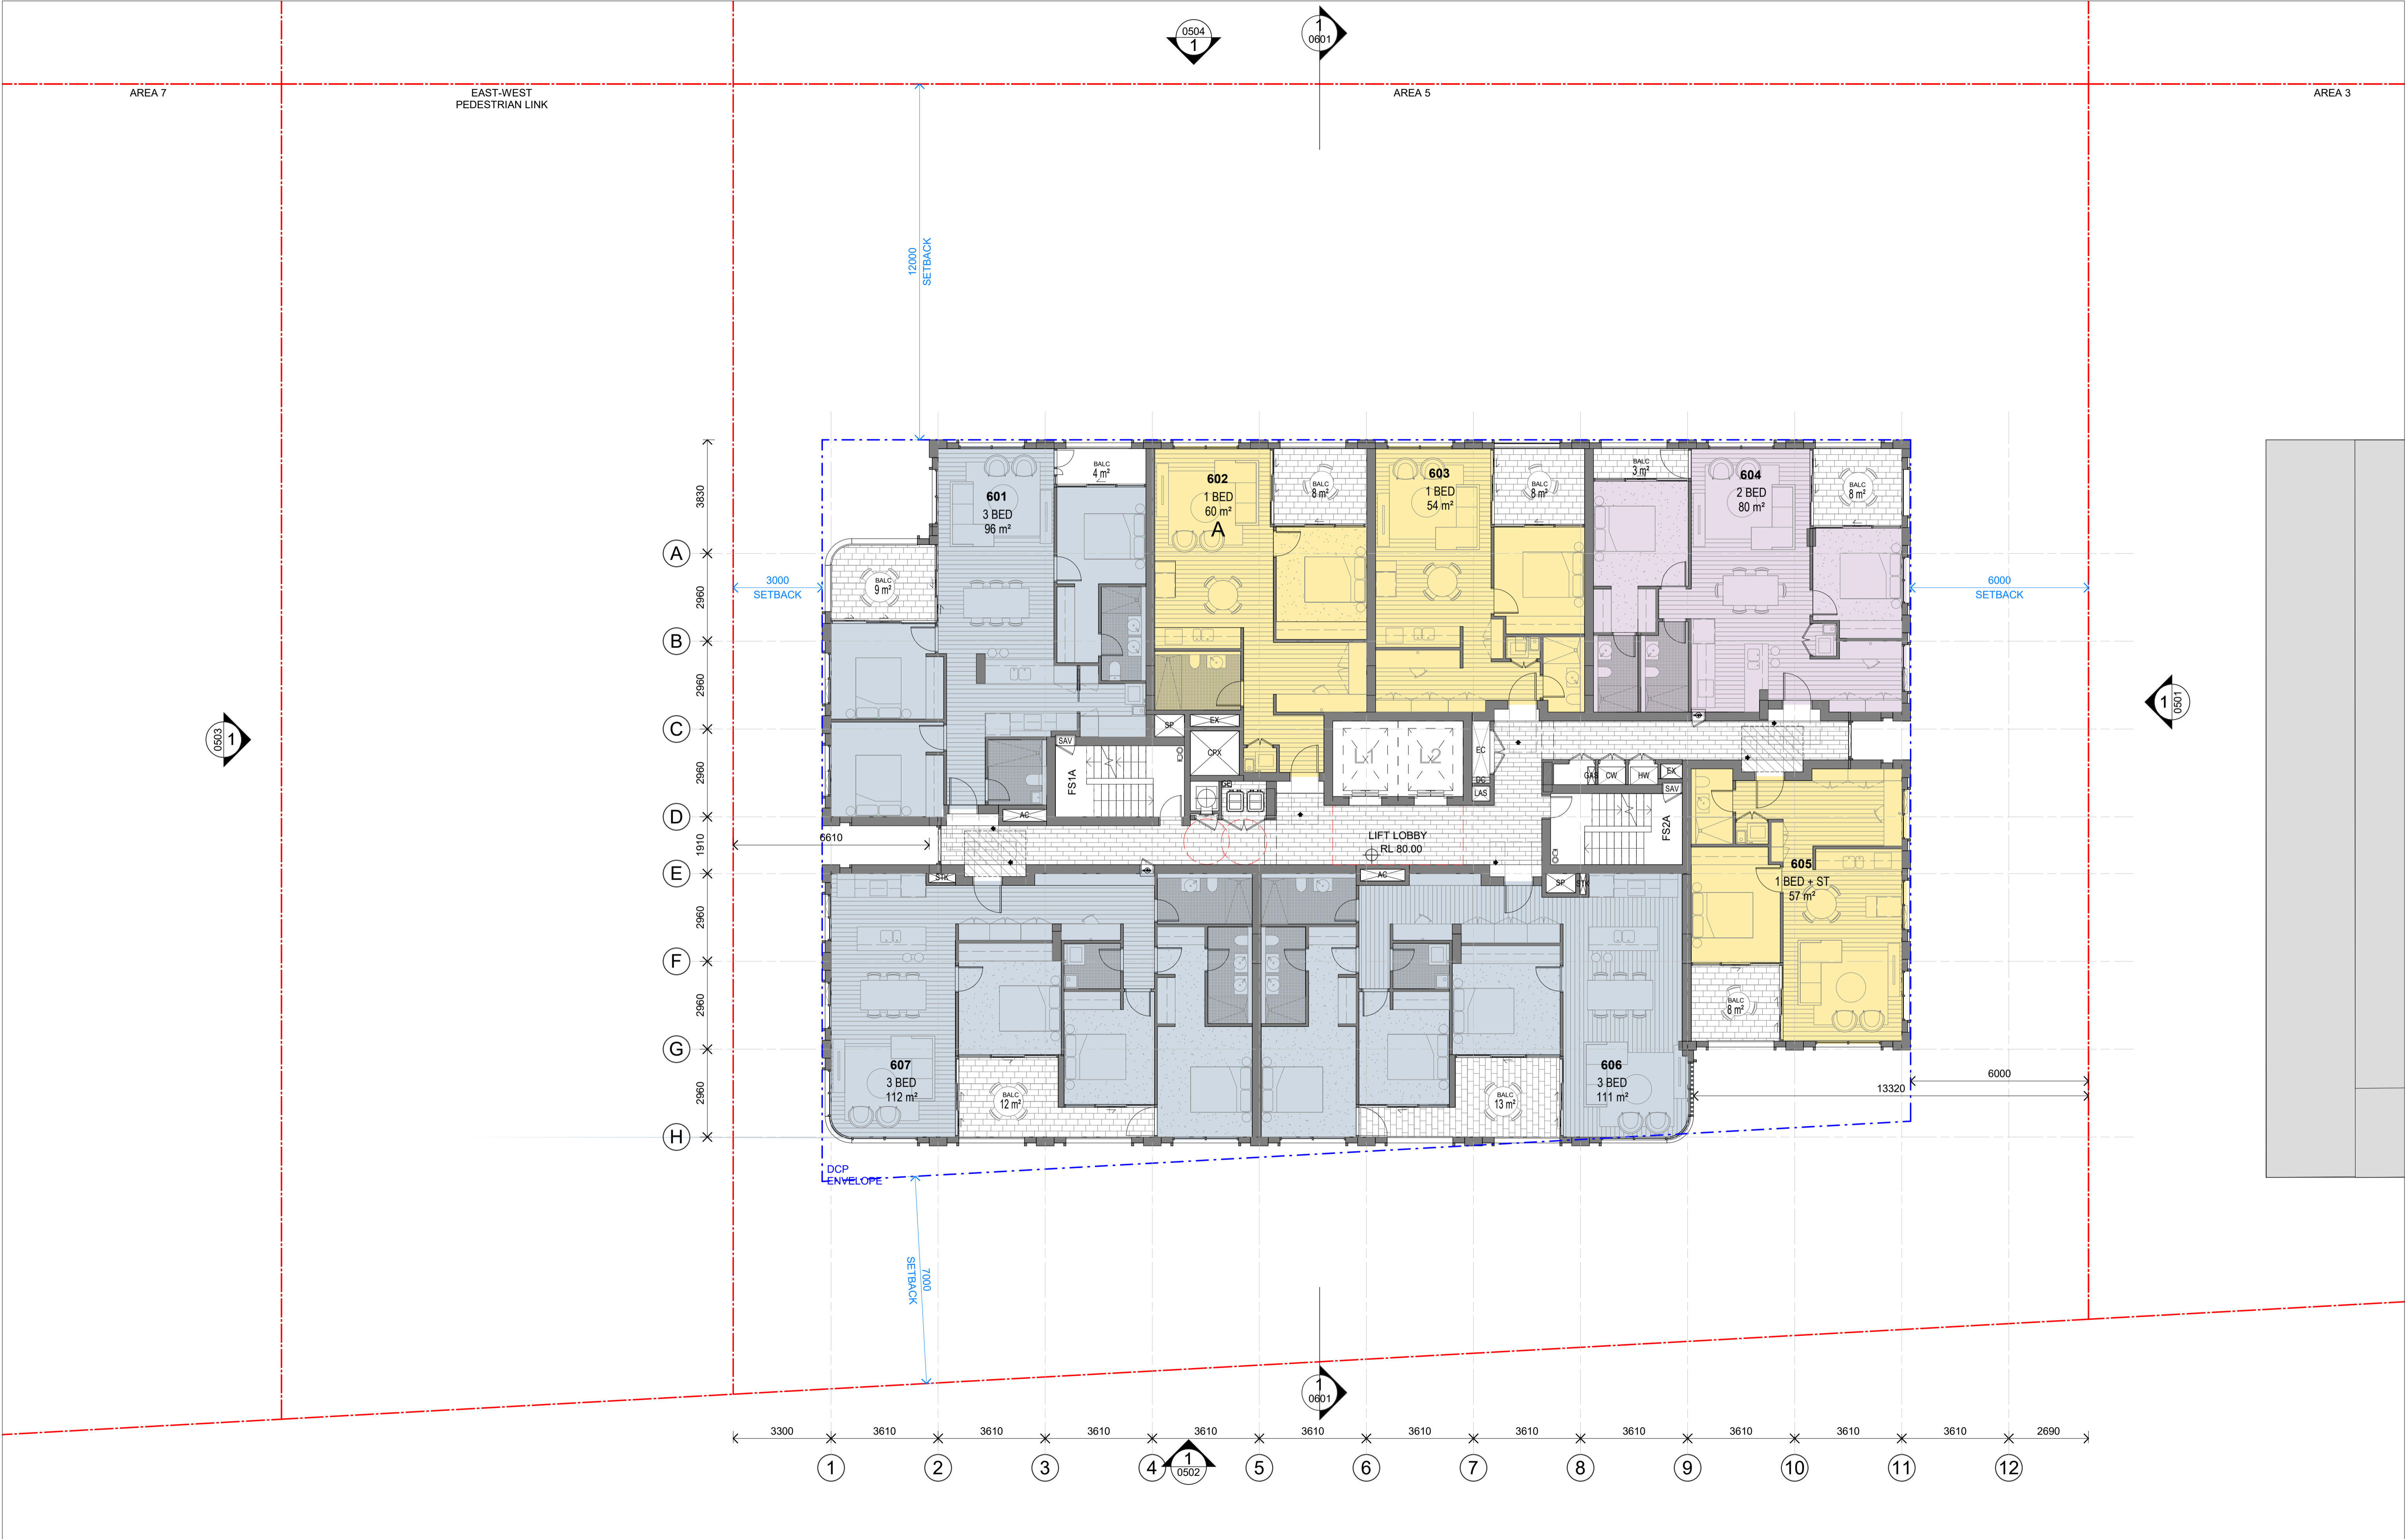 0504
1
1
0601
AREA 7
EAST-WEST
PEDESTRIAN LINK
AREA 5
AREA 3
12000
SETBACK
3830
601
3 BED
96 m²
BALC
4 m²
602
1 BED
60 m²
A
BALC
8 m²
603
1 BED
54 m²
BALC
8 m²
BALC
3 m²
604
2 BED
80 m²
BALC
8 m²
A
3000
SETBACK
2960
BALC
9 m²
6000
SETBACK
B
2960
0503
1
1
0501
C
SP
EX
SAV
CPX
L1
L2
EC
DC
LAS
GAS
CW
HW
EX
SAV
2960
FS1A
GB
D
AC
FS2A
6610
1910
LIFT LOBBY
RL 80.00
E
STK
AC
SP
STK
605
1 BED + ST
57 m²
2960
F
2960
BALC
8 m²
G
607
3 BED
112 m²
BALC
12 m²
BALC
13 m²
606
3 BED
111 m²
6000
13320
2960
H
DCP
ENVELOPE
7000
SETBACK
1
0601
3300
3610
3610
3610
3610
3610
3610
3610
3610
3610
3610
3610
2690
1
2
3
4
1
0502
5
6
7
8
9
10
11
12